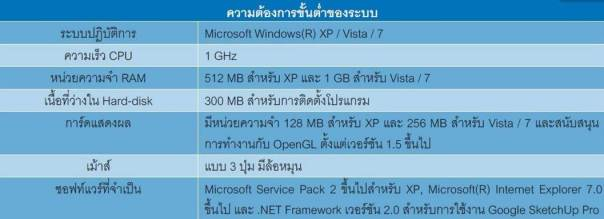 ความต้องการขั้นต่ำของระบบ
ระบบปฏิบัติการ Microsoft Windows(R) XP / Vista / 7
ความเร็ว CPU 1 GHz
หน่วยความจำ RAM 512 MB สำหรับ XP และ 1 GB สำหรับ Vista / 7
เนื้อที่ว่างใน Hard-disk 300 MB สำหรับการติดตั้งโปรแกรม
การ์ดแสดงผล มีหน่วยความจำ 128 MB สำหรับ XP และ 256 MB สำหรับ Vista / 7 และสนับสนุน
การทำงานกับ OpenGL ตั้งแต่เวอร์ชัน 1.5 ขึ้นไป
เม้าส์ แบบ 3 ปุ่ม มีล้อหมุน
ซอฟท์แวร์ที่จำเป็น Microsoft Service Pack 2 ขึ้นไปสำหรับ XP, Microsoft(R) Internet Explorer 7.0
ขึ้นไป และ .NET Framework เวอร์ชัน 2.0 สำหรับการใช้งาน Google SketchUp Pro